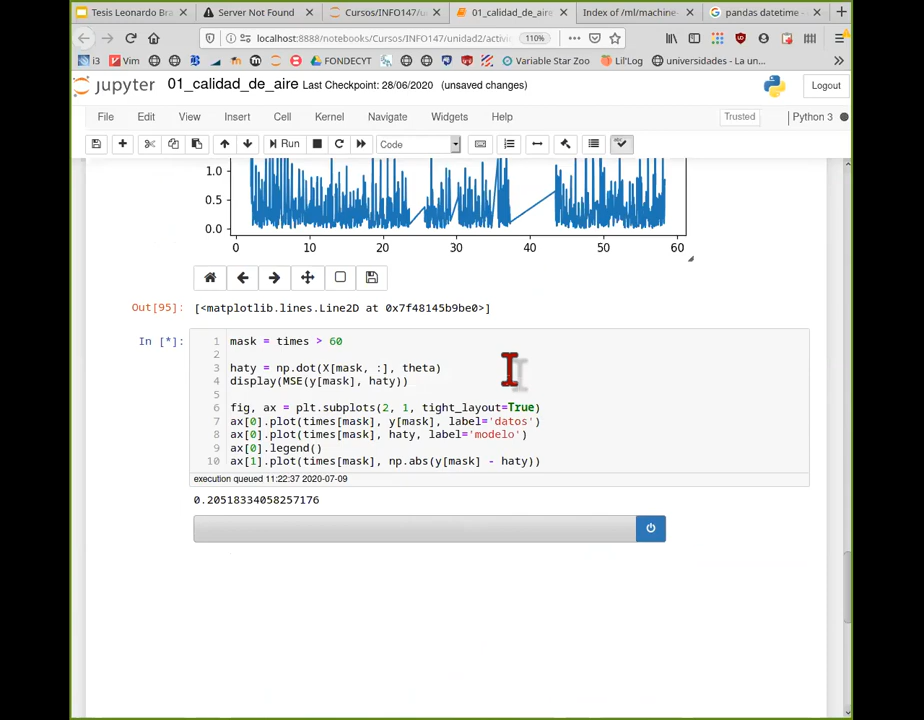 Tesis Leonardo Bra
Server Not Found
Cursos/INFO147/u
01_calidad_de_aire
Index of /ml/machine-
pandas datetime -
localhost:8888/notebooks/Cursos/INFO147/unidad2/activi
110%
i3
Vim
FONDECYT
Variable Star Zoo
Lil'Log
universidades - La un...
jupyter 01_calidad_de_aire Last Checkpoint: 28/06/2020 (unsaved changes)
Logout
File Edit View Insert Cell Kernel Navigate Widgets Help
Trusted
Python 3
Run
Code
1.0
0.5
0.0
0 10 20 30 40 50 60
Out[95]: [<matplotlib.lines.Line2D at 0x7f48145b9be0>]
In [*]:
1 mask = times > 60
2
3 haty = np.dot(X[mask, :], theta)
4 display(MSE(y[mask], haty))
5
6 fig, ax = plt.subplots(2, 1, tight_layout=True)
7 ax[0].plot(times[mask], y[mask], label='datos')
8 ax[0].plot(times[mask], haty, label='modelo')
9 ax[0].legend()
10 ax[1].plot(times[mask], np.abs(y[mask] - haty))
execution queued 11:22:37 2020-07-09
0.20518334058257176